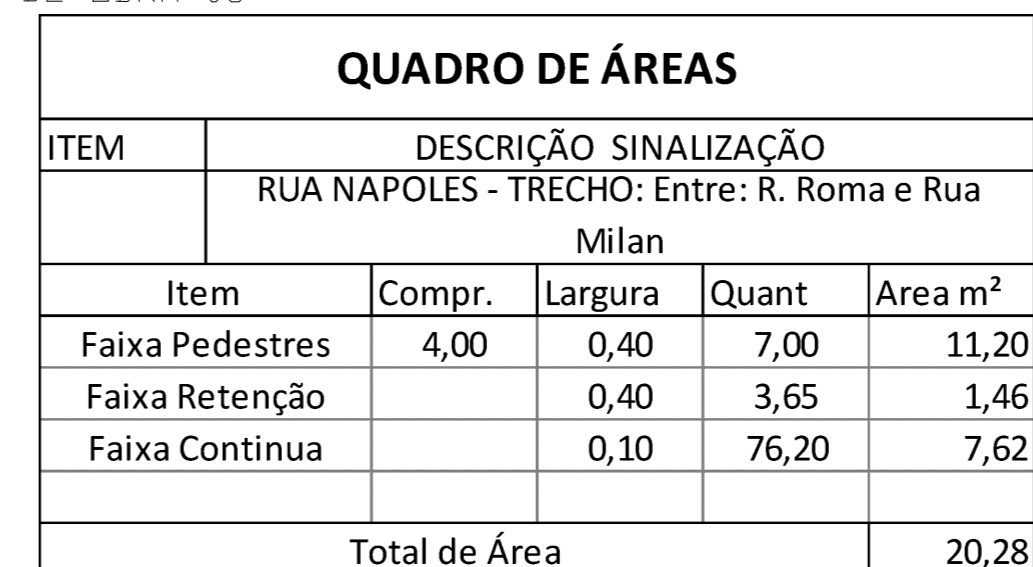 QUADRO DE ÁREAS
ITEM DESCRIÇÃO SINALIZAÇÃO
RUA NAPOLES - TRECHO: Entre: R. Roma e Rua
Milan
Item Compr. Largura Quant Area m²
Faixa Pedestres 4,00 0,40 7,00 11,20
Faixa Retenção 0,40 3,65 1,46
Faixa Continua 0,10 76,20 7,62
Total de Área 20,28